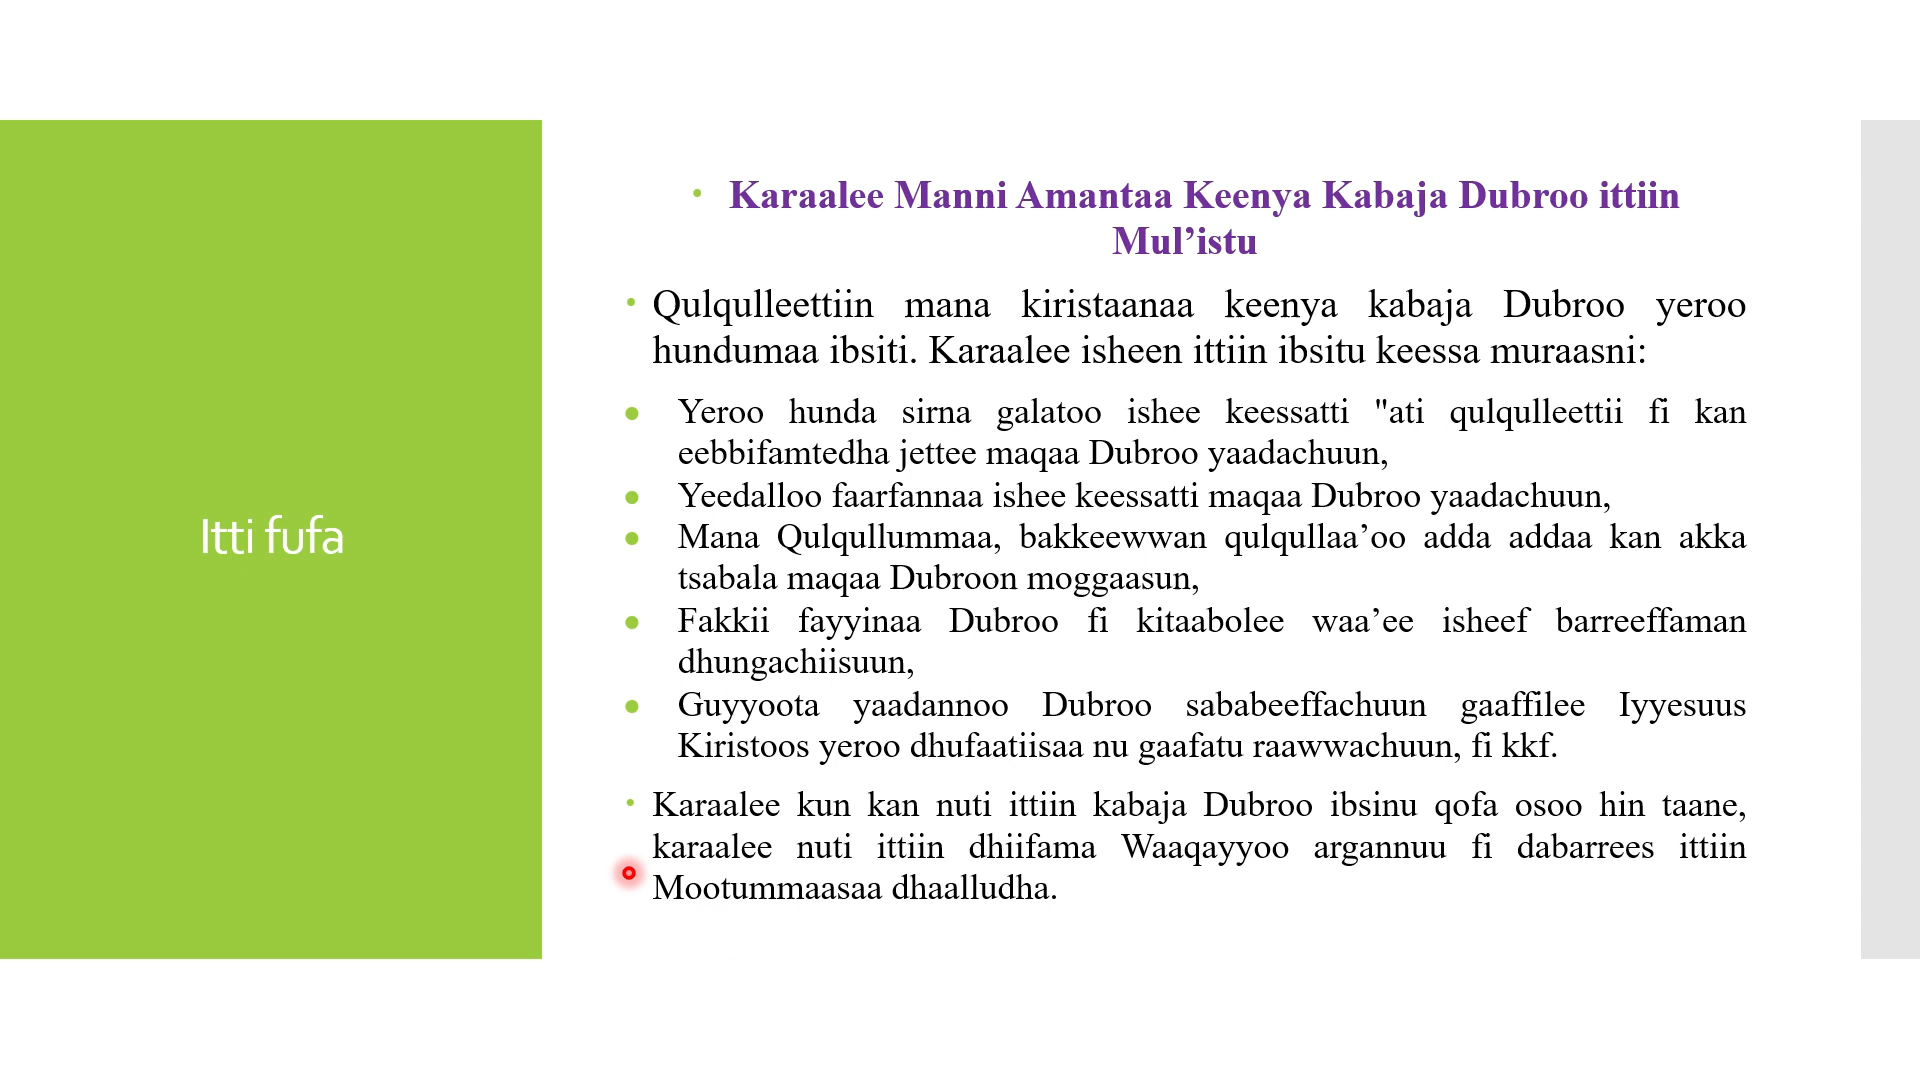 Itti fufa
• Karaalee Manni Amantaa Keenya Kabaja Dubroo ittiin
Mul’istu
• Qulqulleettiin mana kiristaanaa keenya kabaja Dubroo yeroo
hundumaa ibsiti. Karaalee isheen ittiin ibsitu keessa muraasni:
● Yeroo hunda sirna galatoo ishee keessatti "ati qulqulleettii fi kan
eebbifamtedha jettee maqaa Dubroo yaadachuun,
● Yeedalloo faarfannaa ishee keessatti maqaa Dubroo yaadachuun,
● Mana Qulqullummaa, bakkeewwan qulqullaa’oo adda addaa kan akka
tsabala maqaa Dubroon moggaasun,
● Fakkii fayyinaa Dubroo fi kitaabolee waa’ee isheef barreeffaman
dhungachiisuun,
● Guyyoota yaadannoo Dubroo sababeeffachuun gaaffilee Iyyesuus
Kiristoos yeroo dhufaatiisaa nu gaafatu raawwachuun, fi kkf.
• Karaalee kun kan nuti ittiin kabaja Dubroo ibsinu qofa osoo hin taane,
karaalee nuti ittiin dhiifama Waaqayyoo argannuu fi dabarrees ittiin
Mootummaasaa dhaalludha.